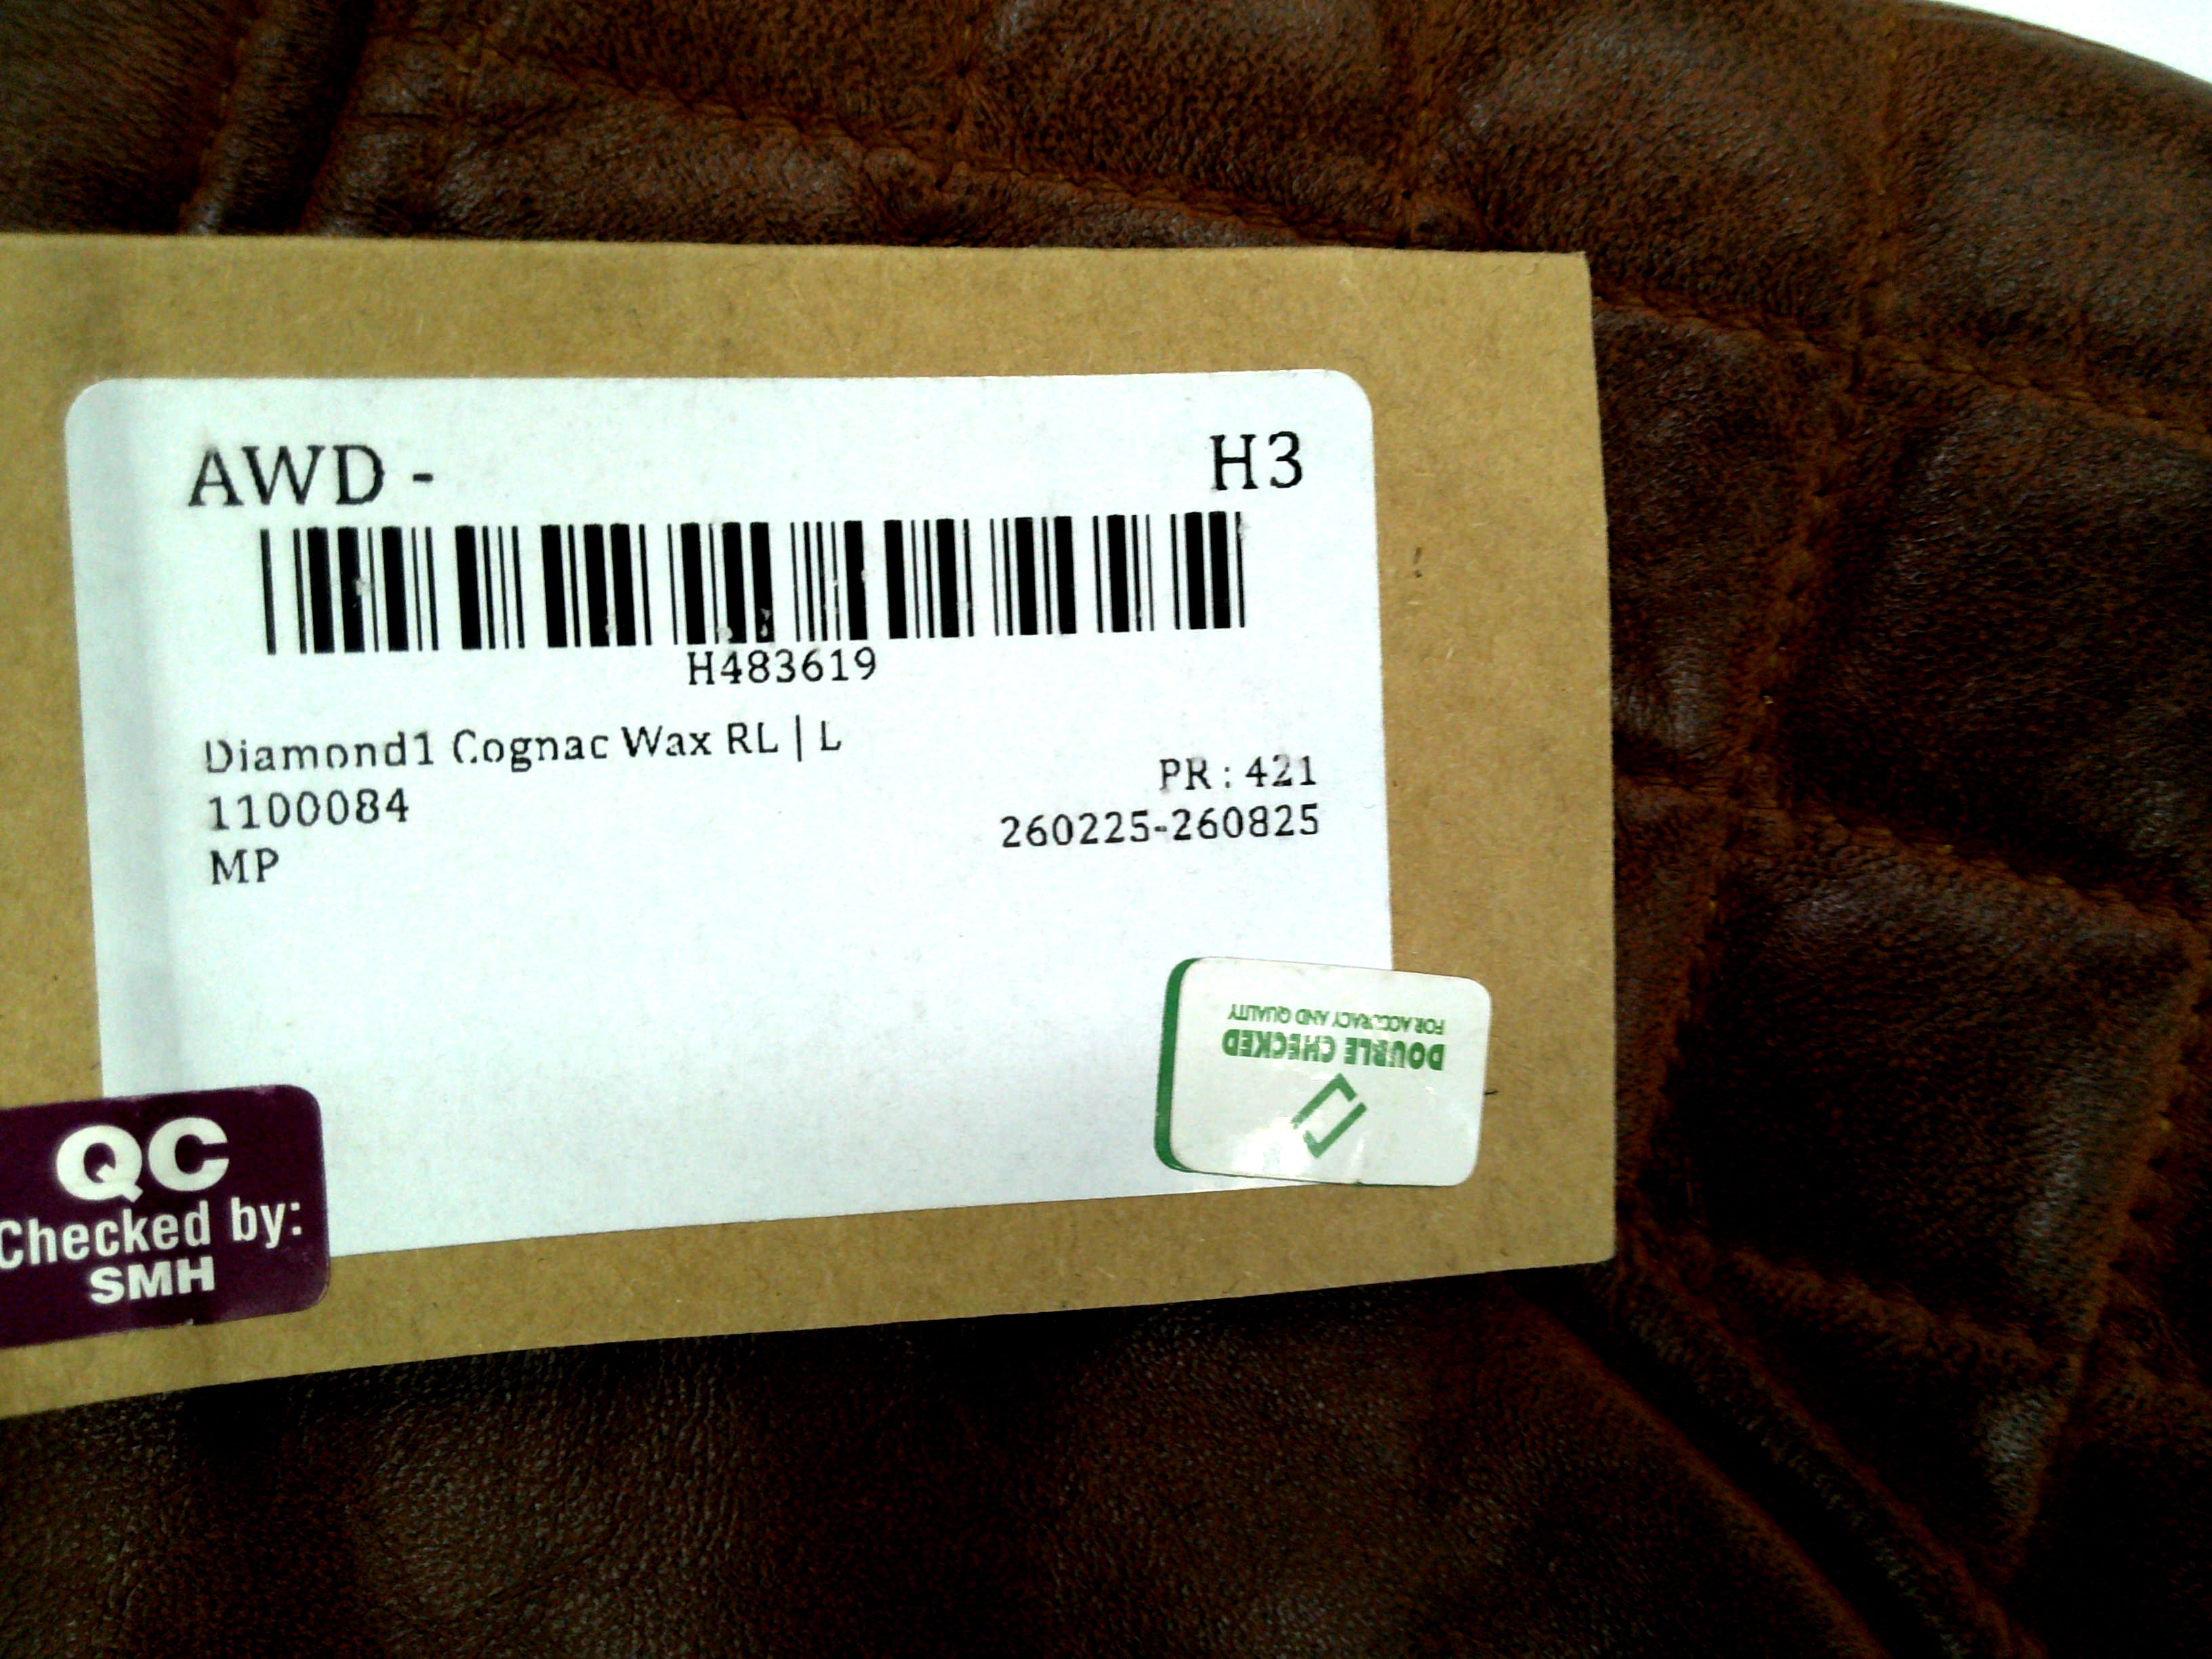 AWD - H3
H483619
Diamond1 Cognac Wax RL | L
PR : 421
1100084
260225-260825
MP
FOR ACCURACY AND QUALITY
DOUBLE CHECKED
QC
Checked by:
SMH